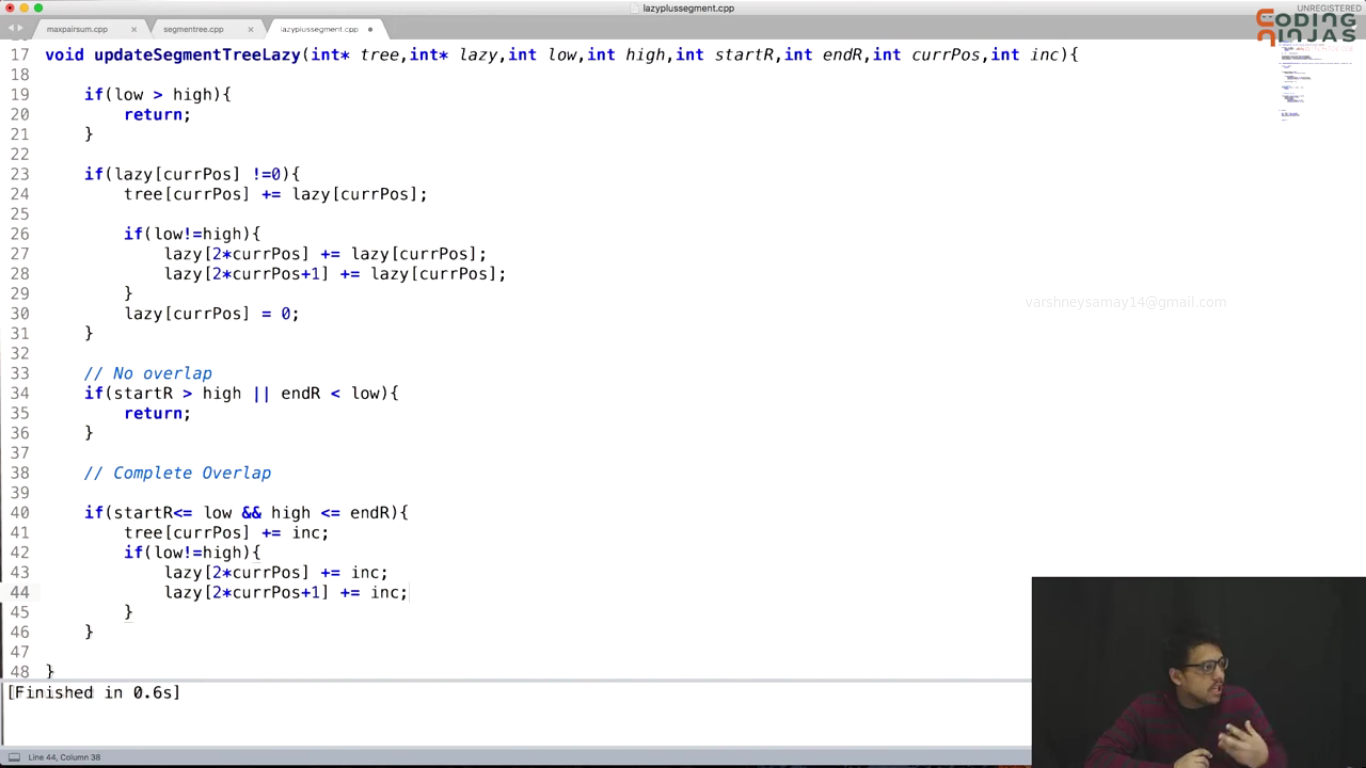 lazyplussegment.cpp
UNREGISTERED
CODING
NINJAS
maxpairsum.cpp
segmentree.cpp
lazyplussegment.cpp
17 void updateSegmentTreeLazy(int* tree,int* lazy,int low,int high,int startR,int endR,int currPos,int inc){
18
19 if(low > high){
20 return;
21 }
22
23 if(lazy[currPos] !=0){
24 tree[currPos] += lazy[currPos];
25
26 if(low!=high){
27 lazy[2*currPos] += lazy[currPos];
28 lazy[2*currPos+1] += lazy[currPos];
29 }
30 lazy[currPos] = 0;
31 }
32
33 // No overlap
34 if(startR > high || endR < low){
35 return;
36 }
37
38 // Complete Overlap
39
40 if(startR<= low && high <= endR){
41 tree[currPos] += inc;
42 if(low!=high){
43 lazy[2*currPos] += inc;
44 lazy[2*currPos+1] += inc;
45 }
46 }
47
48 }
varshneysamay14@gmail.com
[Finished in 0.6s]
Line 44, Column 38